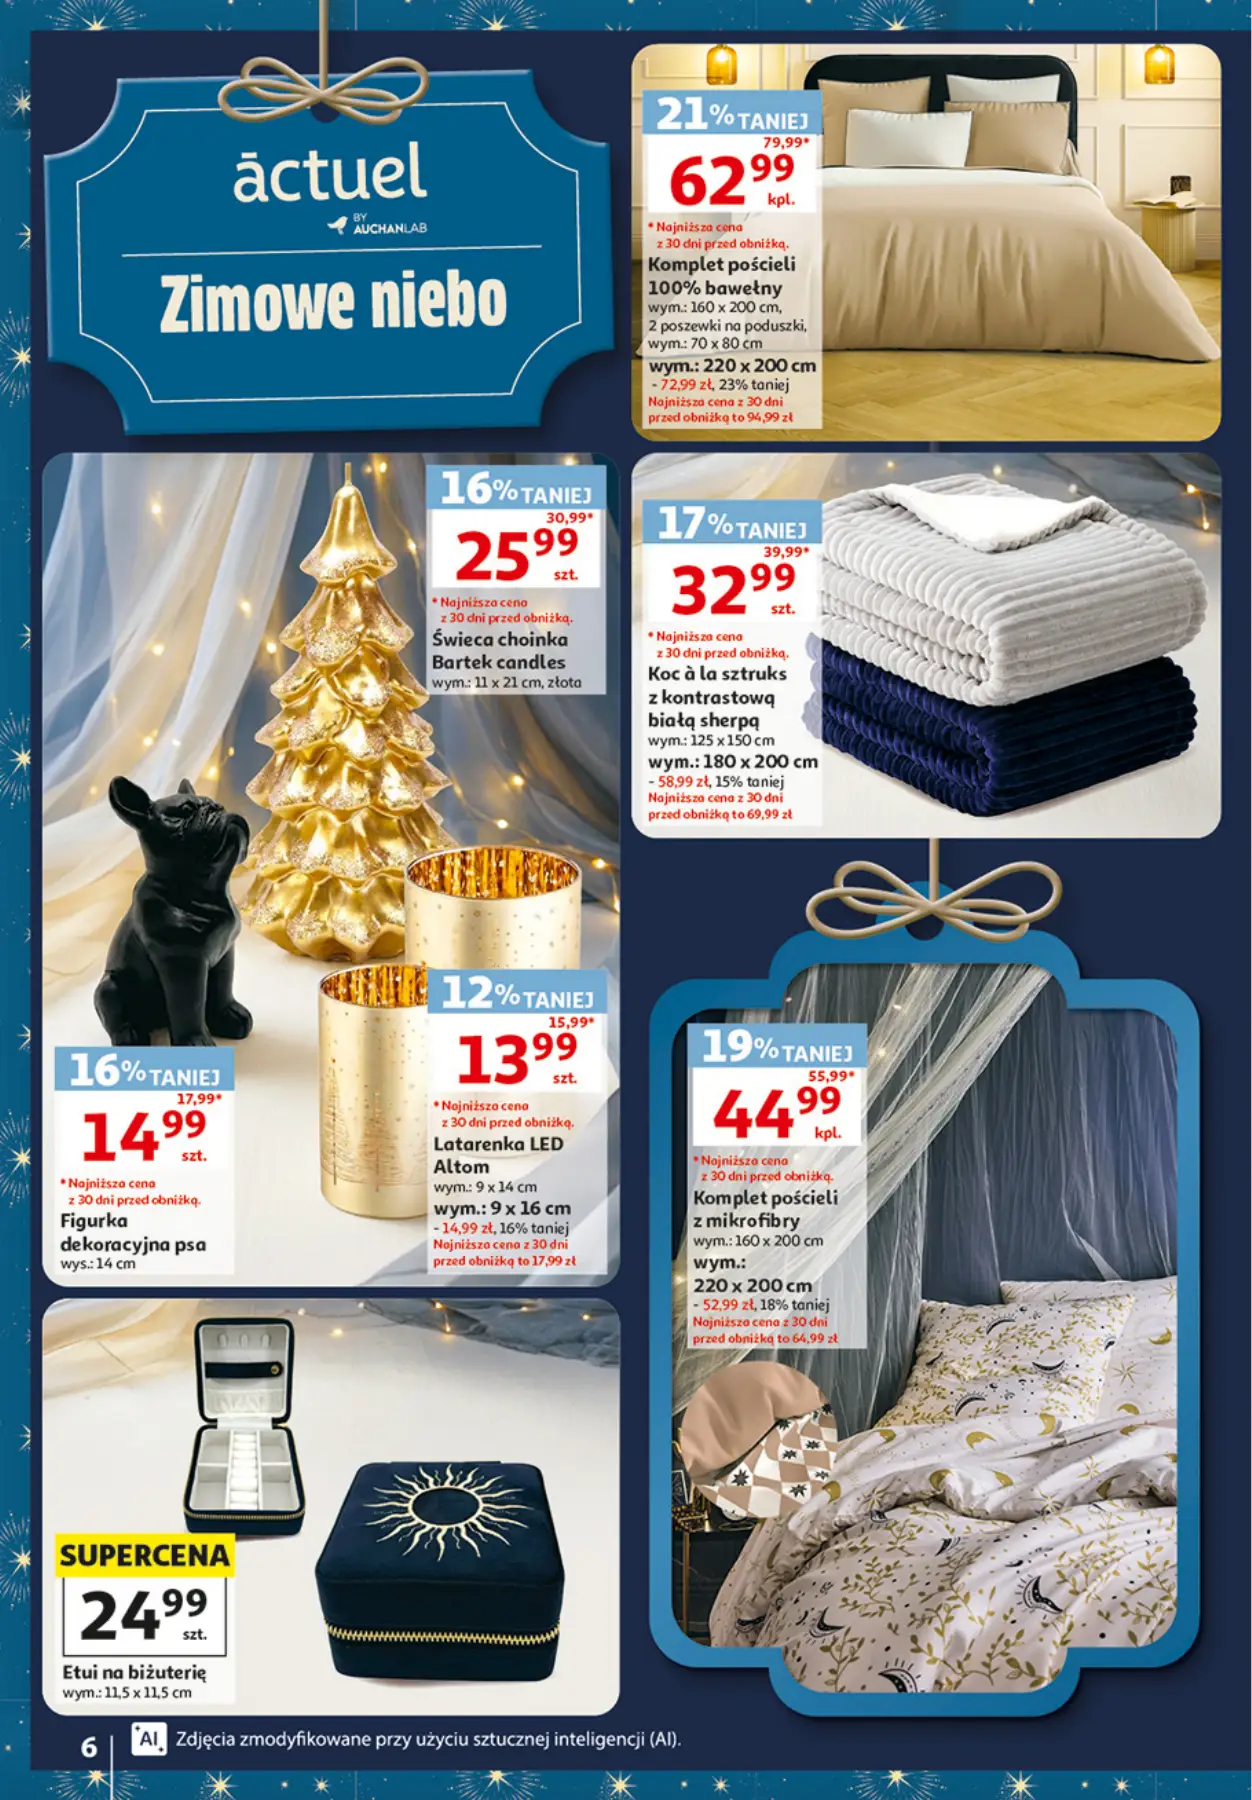 āctuel
BY
AUCHANLAB
Zimowe niebo
21% TANIEJ
79,99*
62 99
kpl.
* Najniższa cena
z 30 dni przed obniżką.
Komplet pościeli
100% bawełny
wym.: 160 x 200 cm,
2 poszewki na poduszki,
wym.: 70 x 80 cm
wym.: 220 x 200 cm
- 72,99 zł, 23% taniej
Najniższa cena z 30 dni
przed obniżką to 94,99 zł
16% TANIEJ
30,99*
25 99
szt.
* Najniższa cena
z 30 dni przed obniżką.
Świeca choinka
Bartek candles
wym.: 11 x 21 cm, złota
17% TANIEJ
39,99*
32 99
szt.
* Najniższa cena
z 30 dni przed obniżką.
Koc à la sztruks
z kontrastową
białą sherpą
wym.: 125 x 150 cm
wym.: 180 x 200 cm
- 58,99 zł, 15% taniej
Najniższa cena z 30 dni
przed obniżką to 69,99 zł
16% TANIEJ
17,99*
14 99
szt.
* Najniższa cena
z 30 dni przed obniżką.
Figurka
dekoracyjna psa
wys.: 14 cm
12% TANIEJ
15,99*
13 99
szt.
* Najniższa cena
z 30 dni przed obniżką.
Latarenka LED
Altom
wym.: 9 x 14 cm
wym.: 9 x 16 cm
- 14,99 zł, 16% taniej
Najniższa cena z 30 dni
przed obniżką to 17,99 zł
19% TANIEJ
55,99*
44 99
kpl.
* Najniższa cena
z 30 dni przed obniżką.
Komplet pościeli
z mikrofibry
wym.: 160 x 200 cm
wym.:
220 x 200 cm
- 52,99 zł, 18% taniej
Najniższa cena z 30 dni
przed obniżką to 64,99 zł
SUPERCENA
24 99
szt.
Etui na biżuterię
wym.: 11,5 x 11,5 cm
6
AI Zdjęcia zmodyfikowane przy użyciu sztucznej inteligencji (AI).